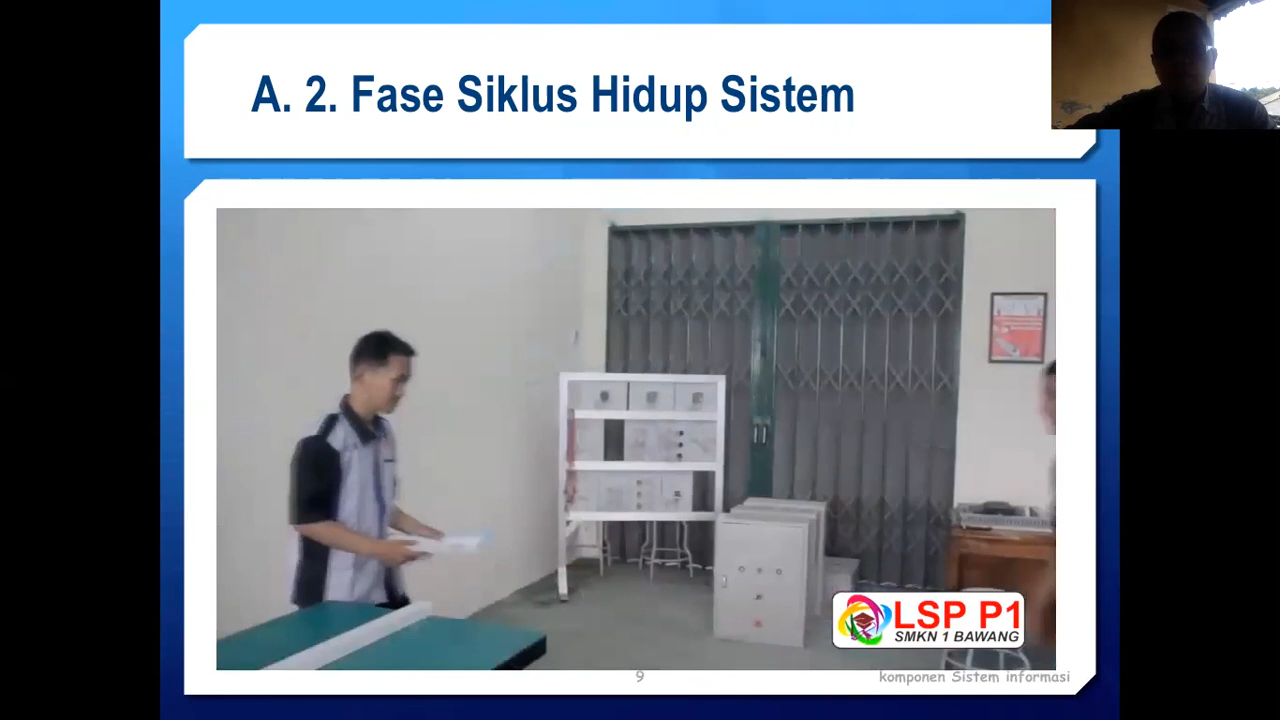 A. 2. Fase Siklus Hidup Sistem
LSP P1
SMKN 1 BAWANG
9
komponen Sistem informasi